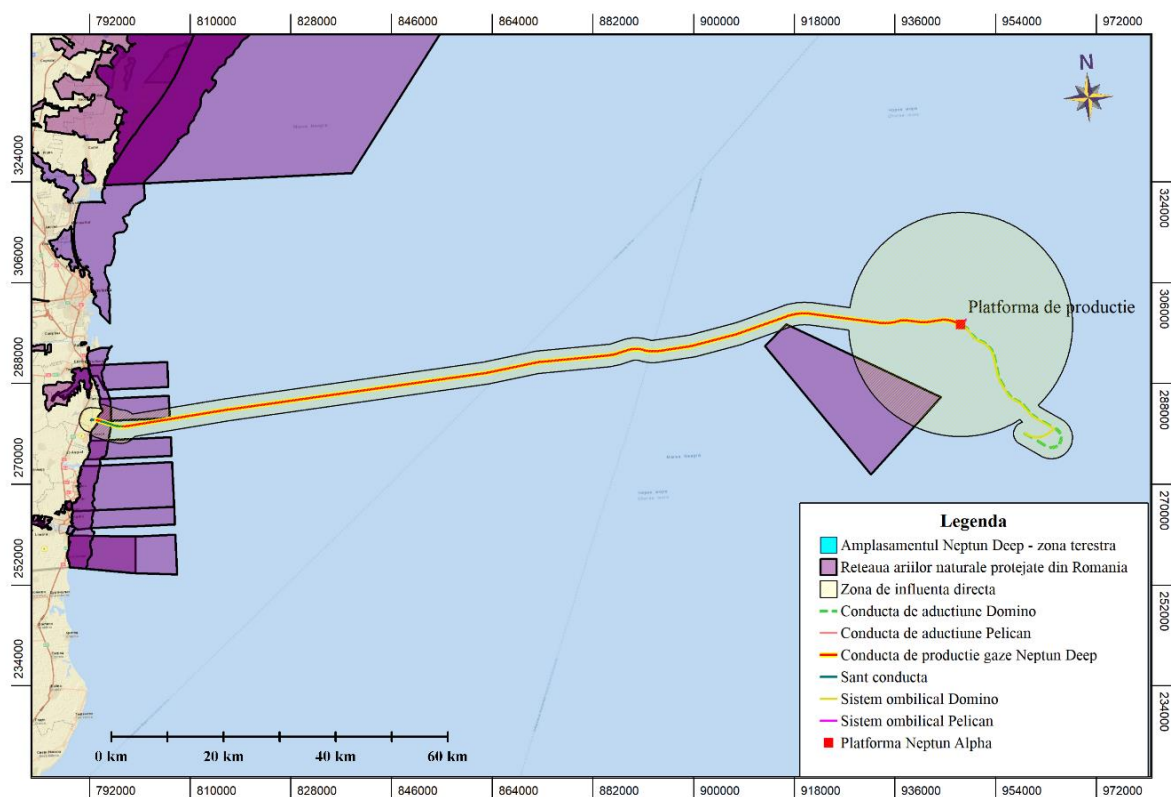 792000 810000 828000 846000 864000 882000 900000 918000 936000 954000 972000
N
324000
324000
306000
306000
Platforma de productie
288000
288000
270000
270000
252000
252000
234000
234000
Legenda
Amplasamentul Neptun Deep - zona terestra
Reteaua ariilor naturale protejate din Romania
Zona de influenta directa
Conducta de aductiune Domino
Conducta de aductiune Pelican
Conducta de productie gaze Neptun Deep
Sant conducta
Sistem ombilical Domino
Sistem ombilical Pelican
Platforma Neptun Alpha
0 km 20 km 40 km 60 km
792000 810000 828000 846000 864000 882000 900000 918000 936000 954000 972000